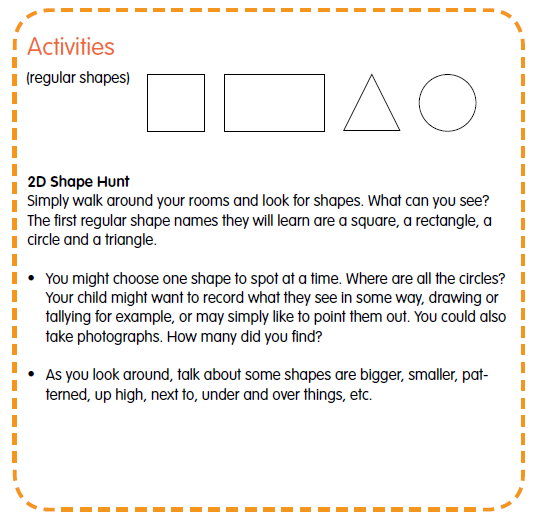 Activities
(regular shapes)
2D Shape Hunt
Simply walk around your rooms and look for shapes. What can you see?
The first regular shape names they will learn are a square, a rectangle, a
circle and a triangle.
• You might choose one shape to spot at a time. Where are all the circles?
Your child might want to record what they see in some way, drawing or
tallying for example, or may simply like to point them out. You could also
take photographs. How many did you find?
• As you look around, talk about some shapes are bigger, smaller, pat-
terned, up high, next to, under and over things, etc.